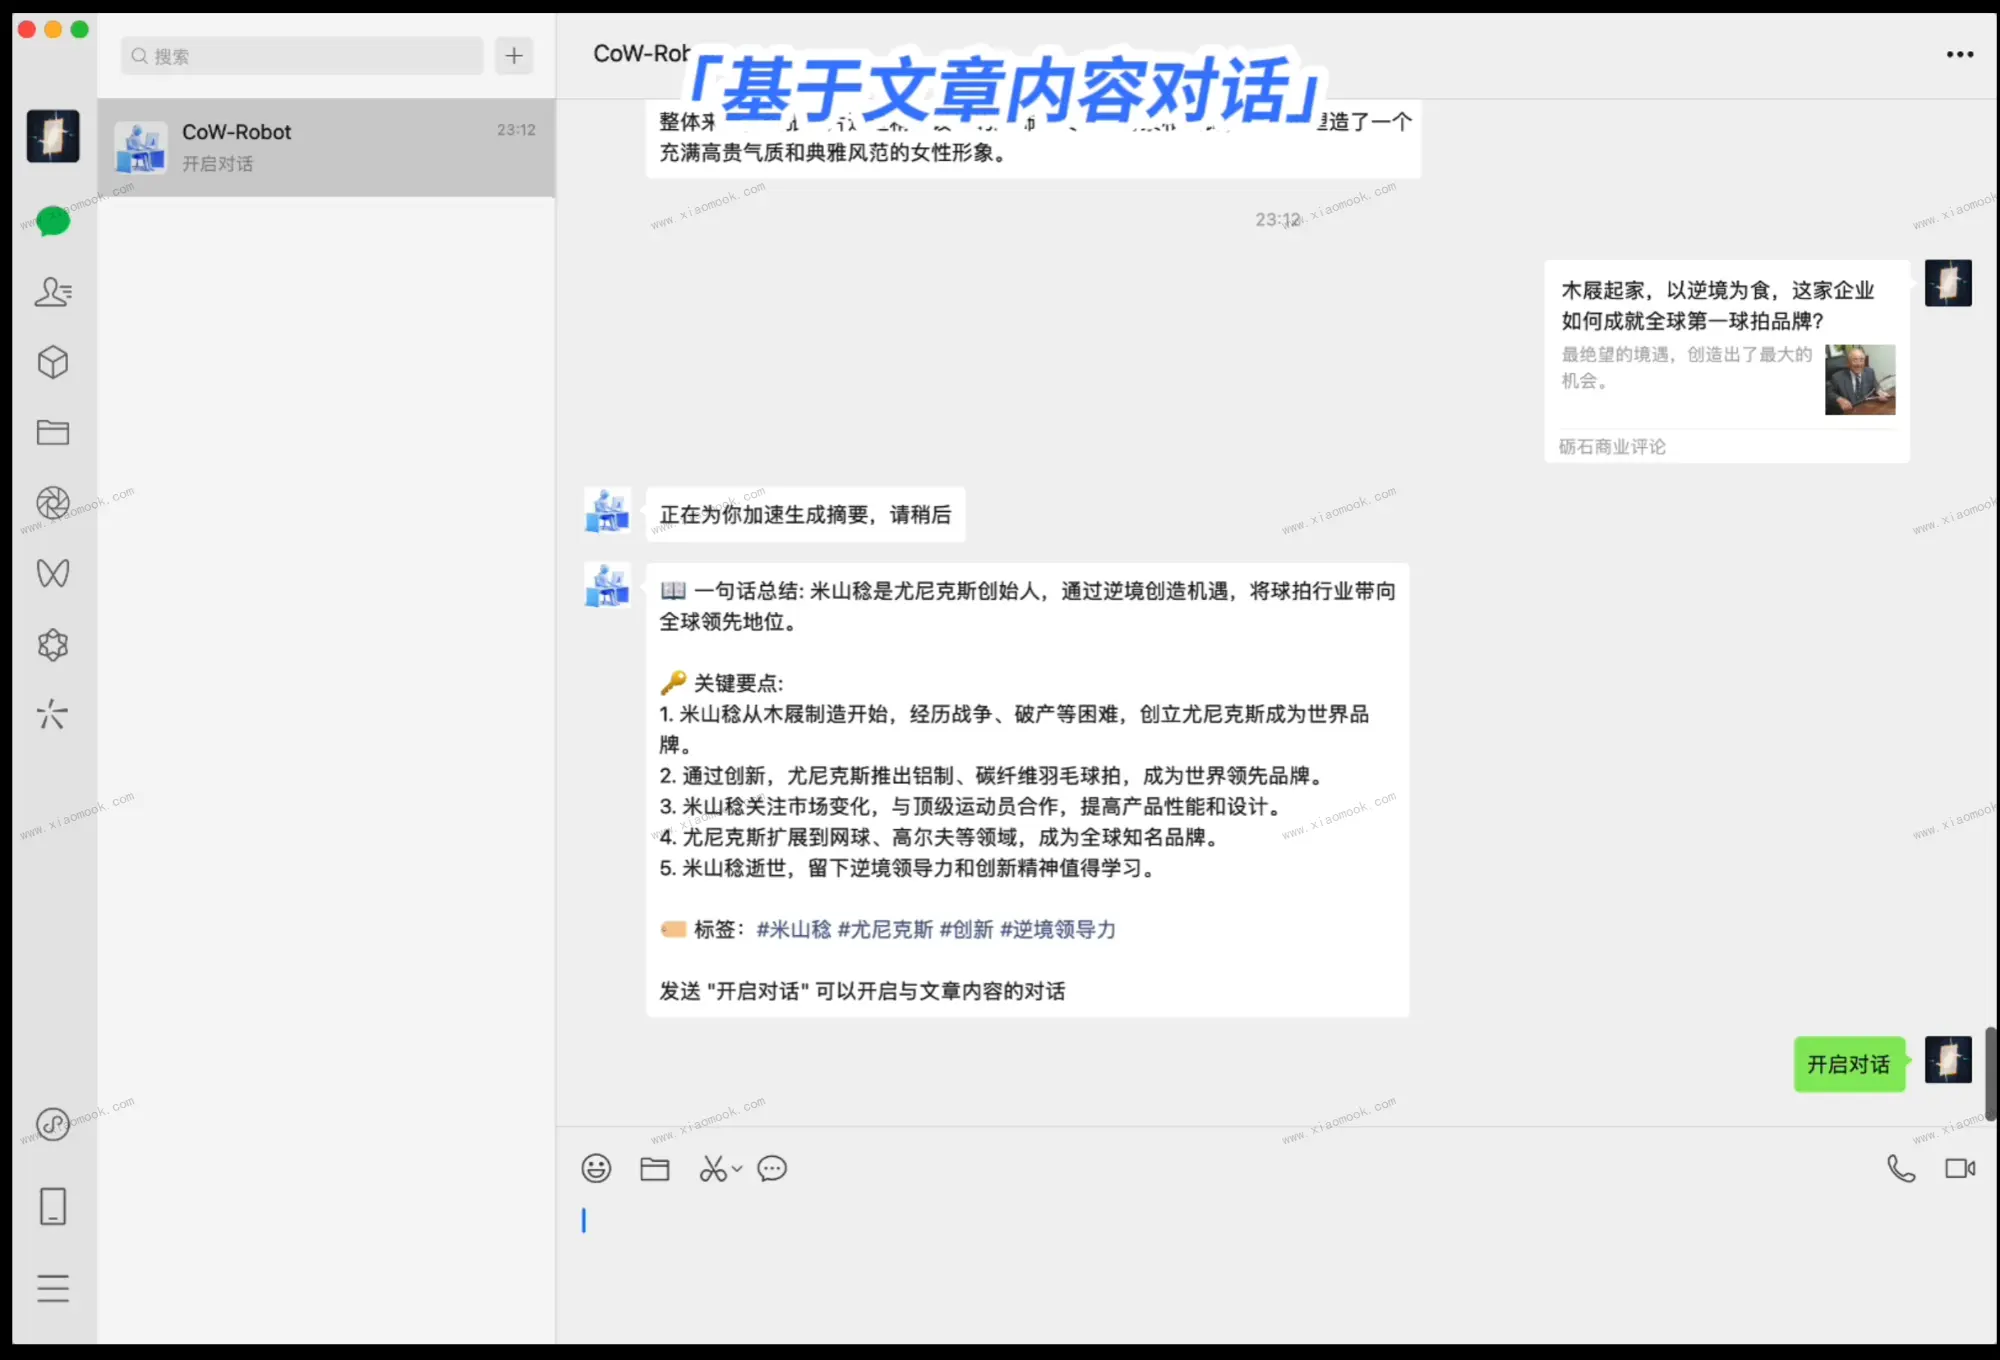 搜索
CoW-Robot
23:12
开启对话
CoW-Rob
「基于文章内容对话」
整体来
造了一个
充满高贵气质和典雅风范的女性形象。
23:12
木屐起家，以逆境为食，这家企业
如何成就全球第一球拍品牌？
最绝望的境遇，创造出了最大的
机会。
砺石商业评论
正在为你加速生成摘要，请稍后
📖 一句话总结: 米山稔是尤尼克斯创始人，通过逆境创造机遇，将球拍行业带向
全球领先地位。
🔑 关键要点:
1. 米山稔从木屐制造开始，经历战争、破产等困难，创立尤尼克斯成为世界品
牌。
2. 通过创新，尤尼克斯推出铝制、碳纤维羽毛球拍，成为世界领先品牌。
3. 米山稔关注市场变化，与顶级运动员合作，提高产品性能和设计。
4. 尤尼克斯扩展到网球、高尔夫等领域，成为全球知名品牌。
5. 米山稔逝世，留下逆境领导力和创新精神值得学习。
🏷️ 标签： #米山稔 #尤尼克斯 #创新 #逆境领导力
发送 "开启对话" 可以开启与文章内容的对话
开启对话
www.xiaomook.com